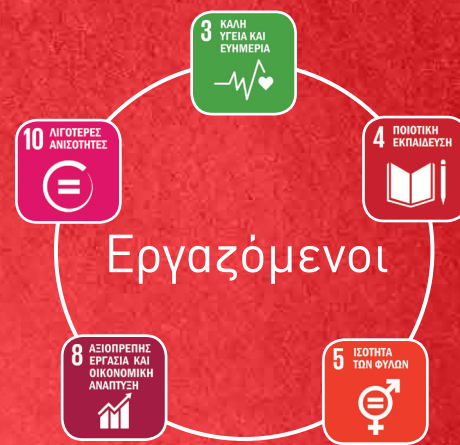 3 ΚΑΛΗ
ΥΓΕΙΑ ΚΑΙ
ΕΥΗΜΕΡΙΑ
10 ΛΙΓΟΤΕΡΕΣ
ΑΝΙΣΟΤΗΤΕΣ
4 ΠΟΙΟΤΙΚΗ
ΕΚΠΑΙΔΕΥΣΗ
Εργαζόμενοι
8 ΑΞΙΟΠΡΕΠΗΣ
ΕΡΓΑΣΙΑ ΚΑΙ
ΟΙΚΟΝΟΜΙΚΗ
ΑΝΑΠΤΥΞΗ
5 ΙΣΟΤΗΤΑ
ΤΩΝ ΦΥΛΩΝ